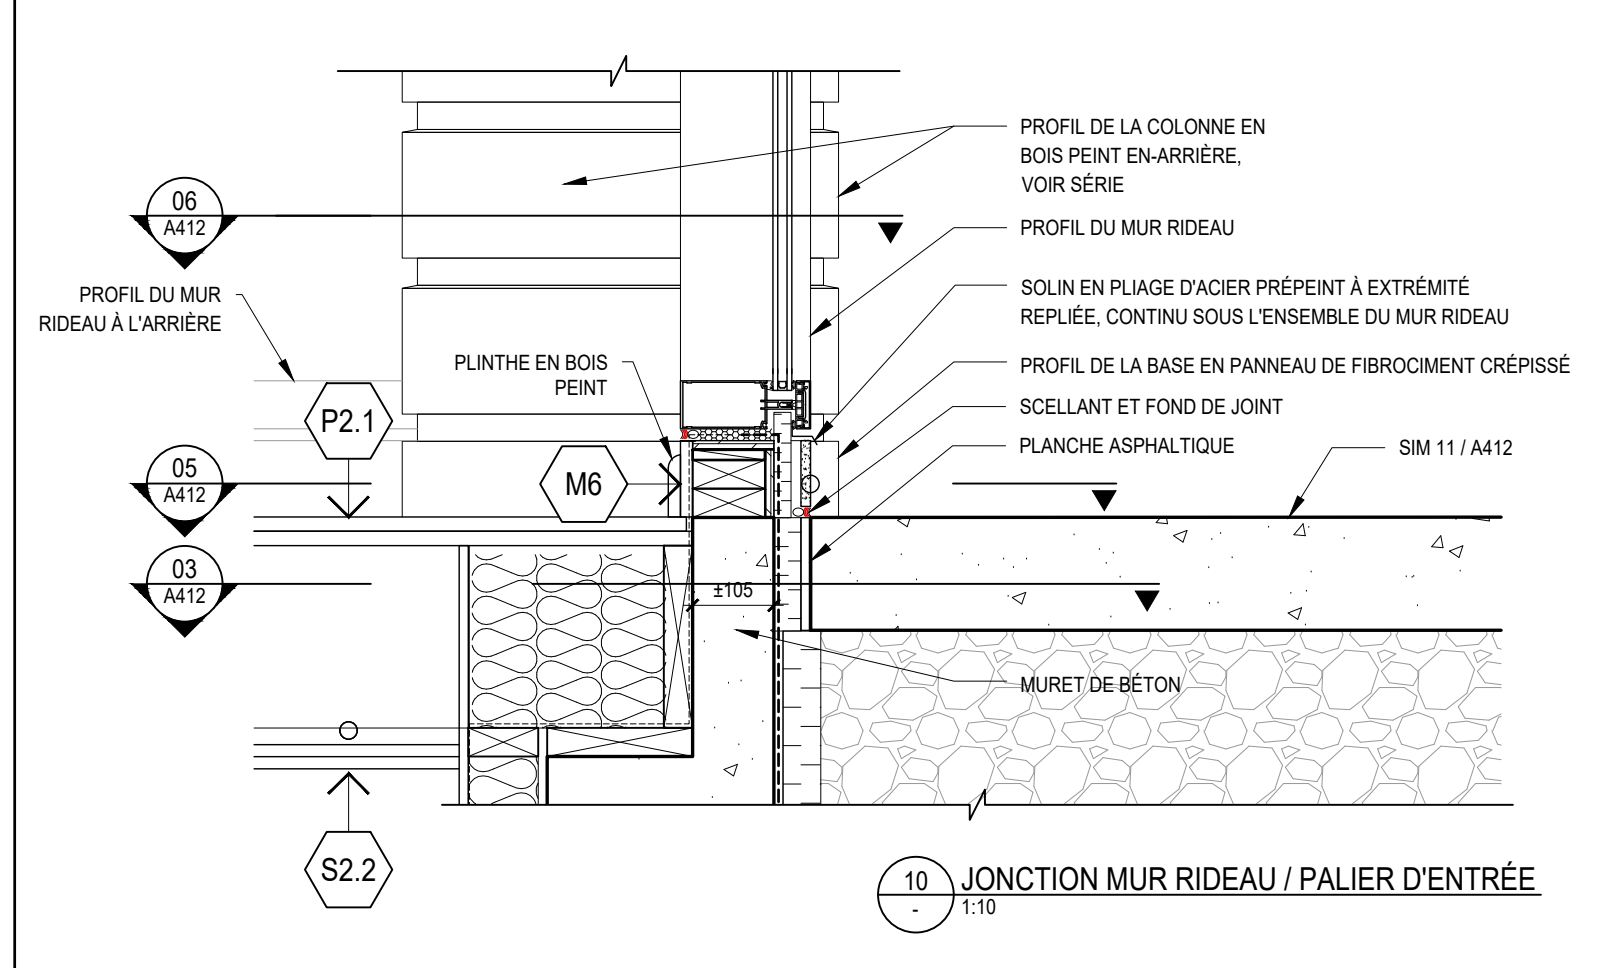 PROFIL DE LA COLONNE EN
BOIS PEINT EN-ARRIÈRE,
VOIR SÉRIE
06
A412
PROFIL DU MUR RIDEAU
PROFIL DU MUR
RIDEAU À L'ARRIÈRE
SOLIN EN PLIAGE D'ACIER PRÉPEINT À EXTRÉMITÉ
REPLIÉE, CONTINU SOUS L'ENSEMBLE DU MUR RIDEAU
PLINTHE EN BOIS
PEINT
PROFIL DE LA BASE EN PANNEAU DE FIBROCIMENT CRÉPISSÉ
P2.1
SCELLANT ET FOND DE JOINT
PLANCHE ASPHALTIQUE
SIM 11 / A412
05
A412
M6
03
A412
±105
MURET DE BÉTON
S2.2
10
-
JONCTION MUR RIDEAU / PALIER D'ENTRÉE
1:10